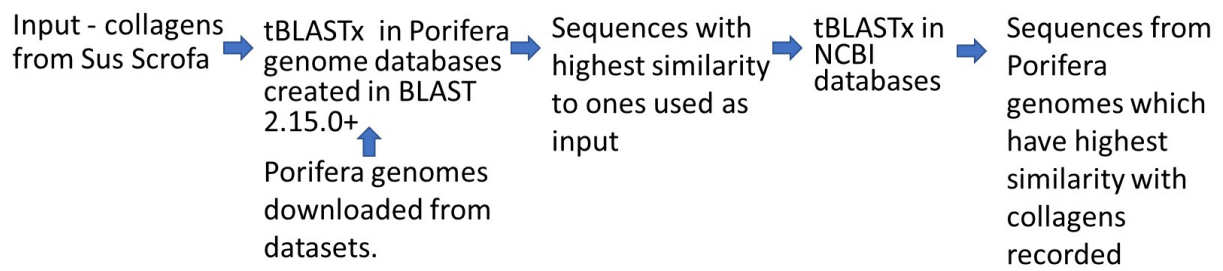 Input - collagens
from Sus Scrofa
tBLASTx in Porifera
genome databases
created in BLAST
2.15.0+
Porifera genomes
downloaded from
datasets.
Sequences with
highest similarity
to ones used as
input
tBLASTx in
NCBI
databases
Sequences from
Porifera
genomes which
have highest
similarity with
collagens
recorded